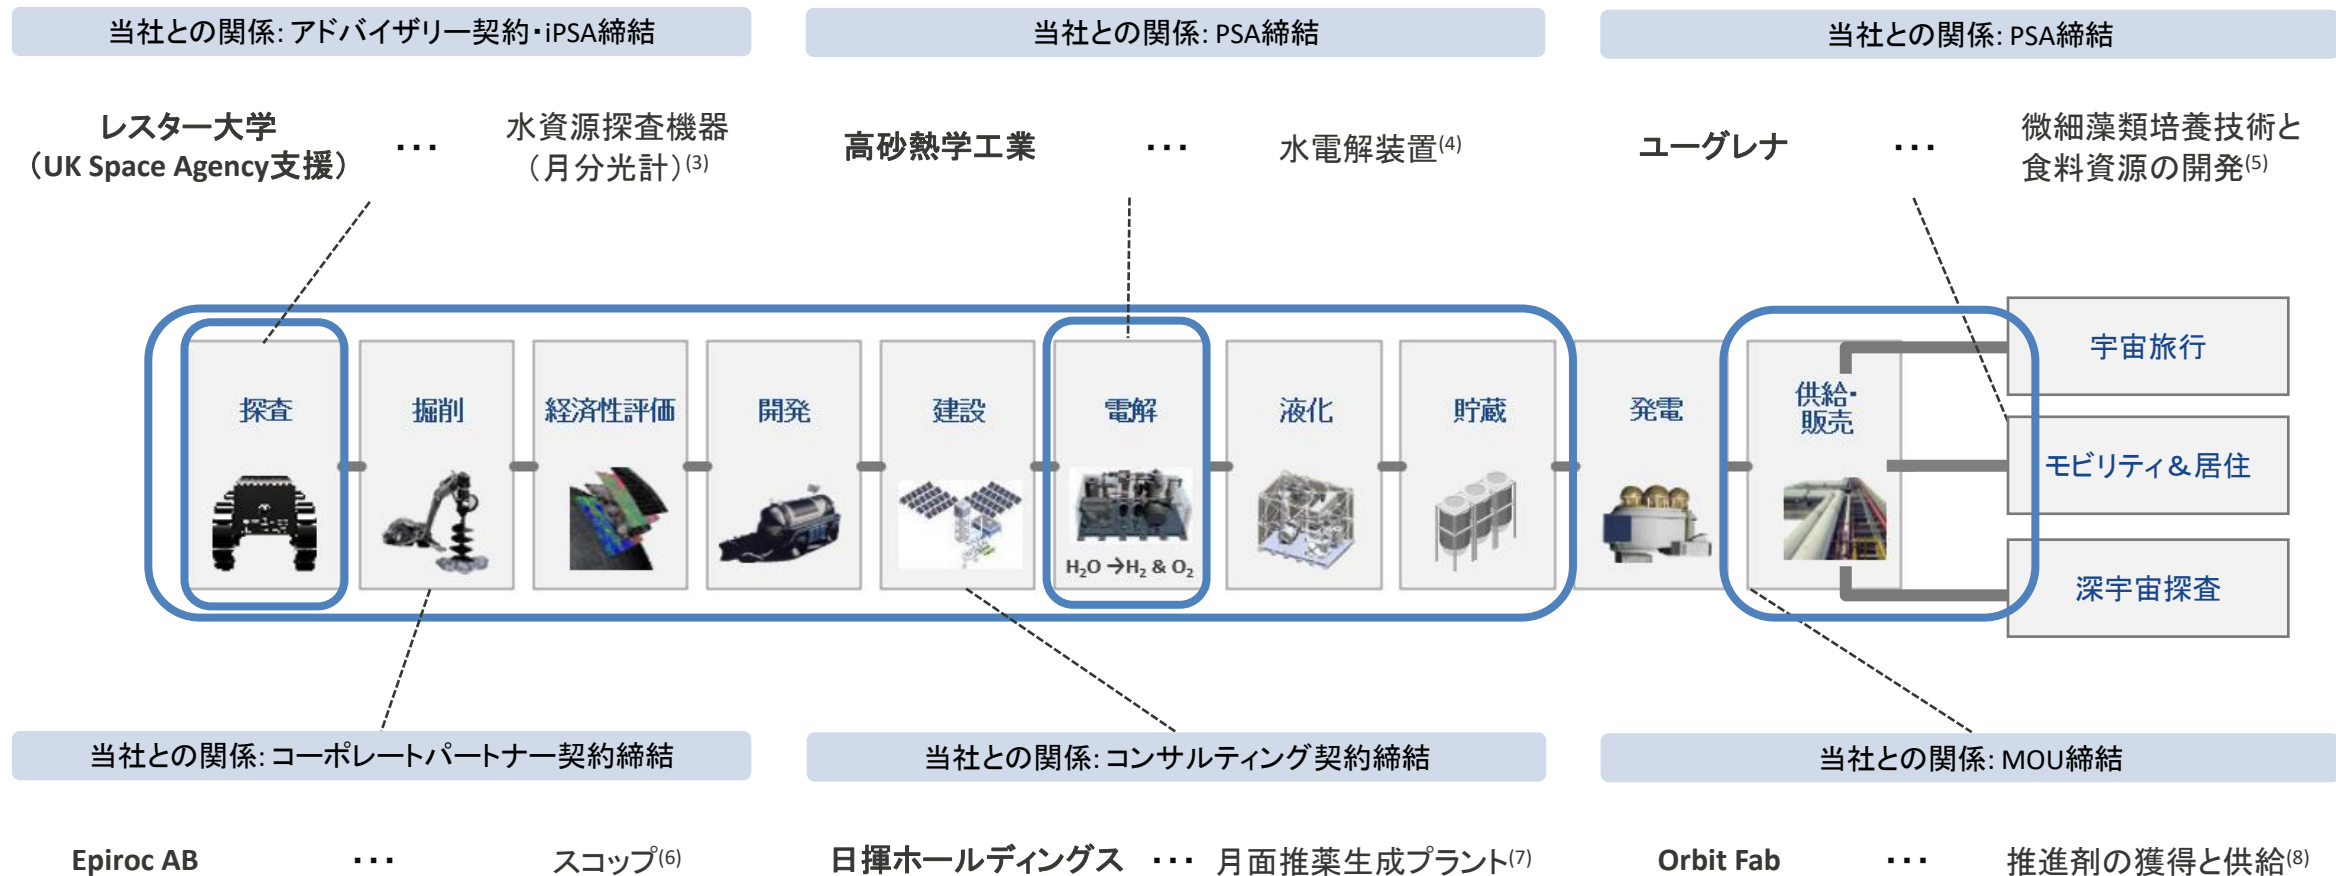 当社との関係: アドバイザリー契約・iPSA締結
当社との関係: PSA締結
当社との関係: PSA締結
レスター大学
（UK Space Agency支援）
・・・
水資源探査機器
（月分光計）(3)
高砂熱学工業
・・・
水電解装置(4)
ユーグレナ
・・・
微細藻類培養技術と
食料資源の開発(5)
探査
掘削
経済性評価
開発
建設
電解
H₂O →H₂ & O₂
液化
貯蔵
発電
供給・
販売
宇宙旅行
モビリティ＆居住
深宇宙探査
当社との関係: コーポレートパートナー契約締結
当社との関係: コンサルティング契約締結
当社との関係: MOU締結
Epiroc AB
・・・
スコップ(6)
日揮ホールディングス
・・・
月面推薬生成プラント(7)
Orbit Fab
・・・
推進剤の獲得と供給(8)